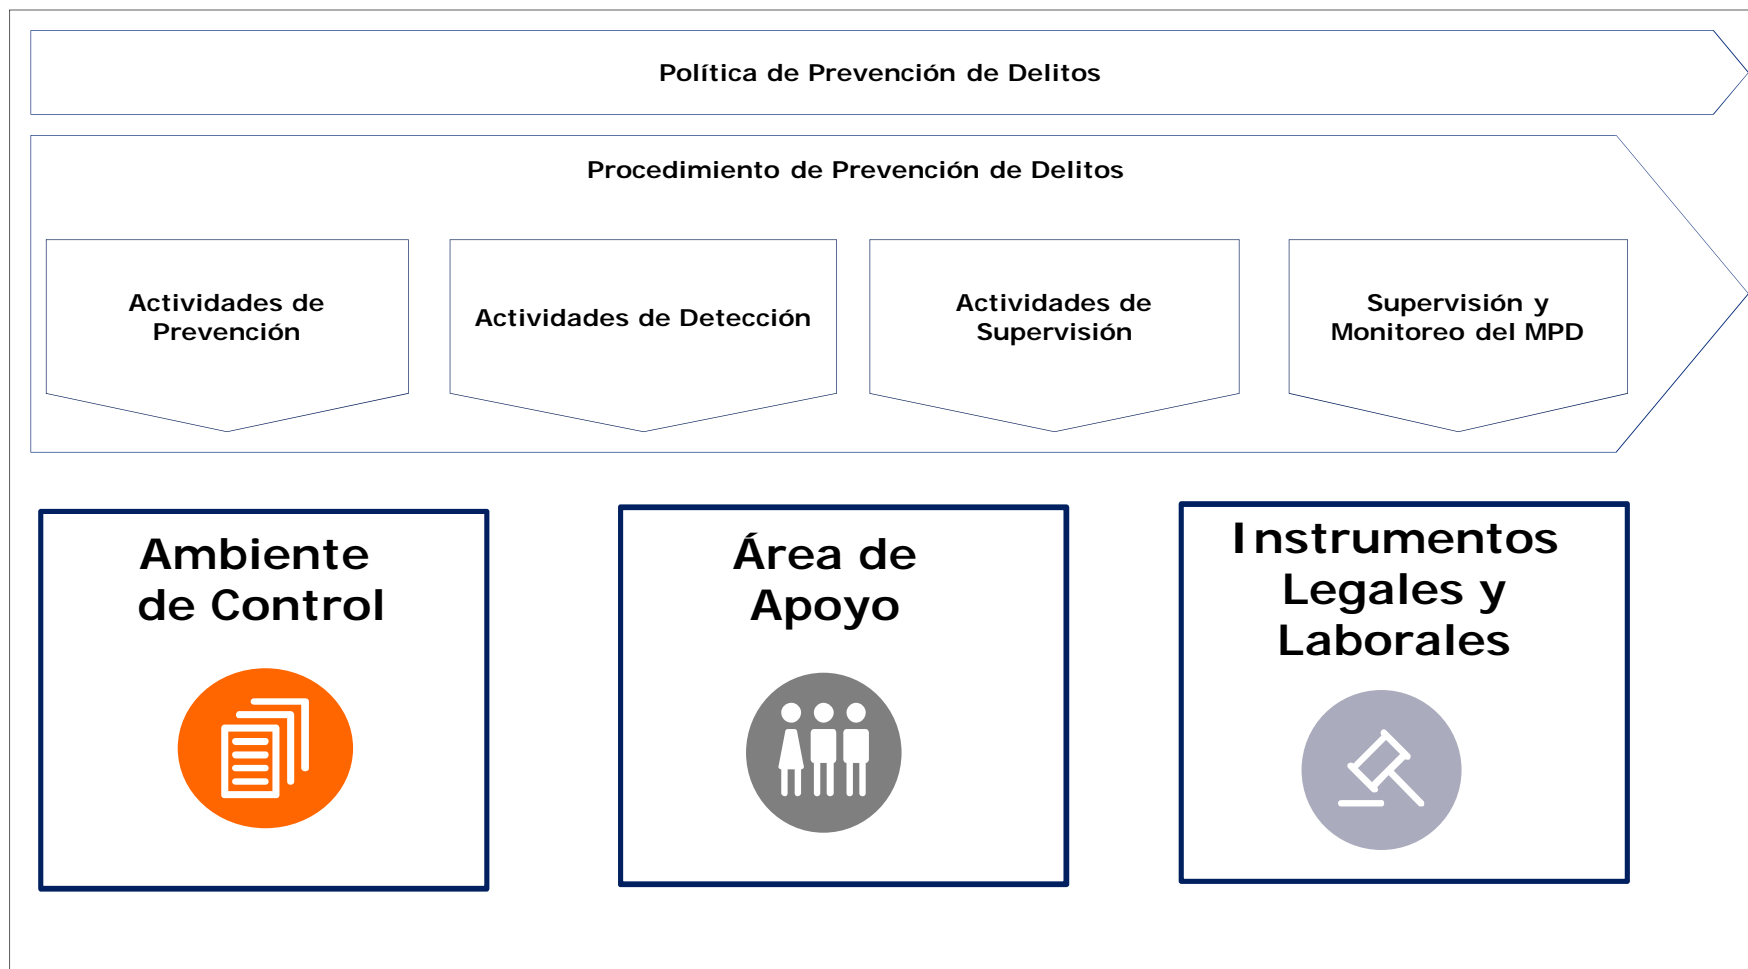 Política de Prevención de Delitos
Procedimiento de Prevención de Delitos
Actividades de
Prevención
Actividades de Detección
Actividades de
Supervisión
Supervisión y
Monitoreo del MPD
Ambiente
de Control
Área de
Apoyo
Instrumentos
Legales y
Laborales